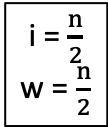 i = n/2
w = n/2